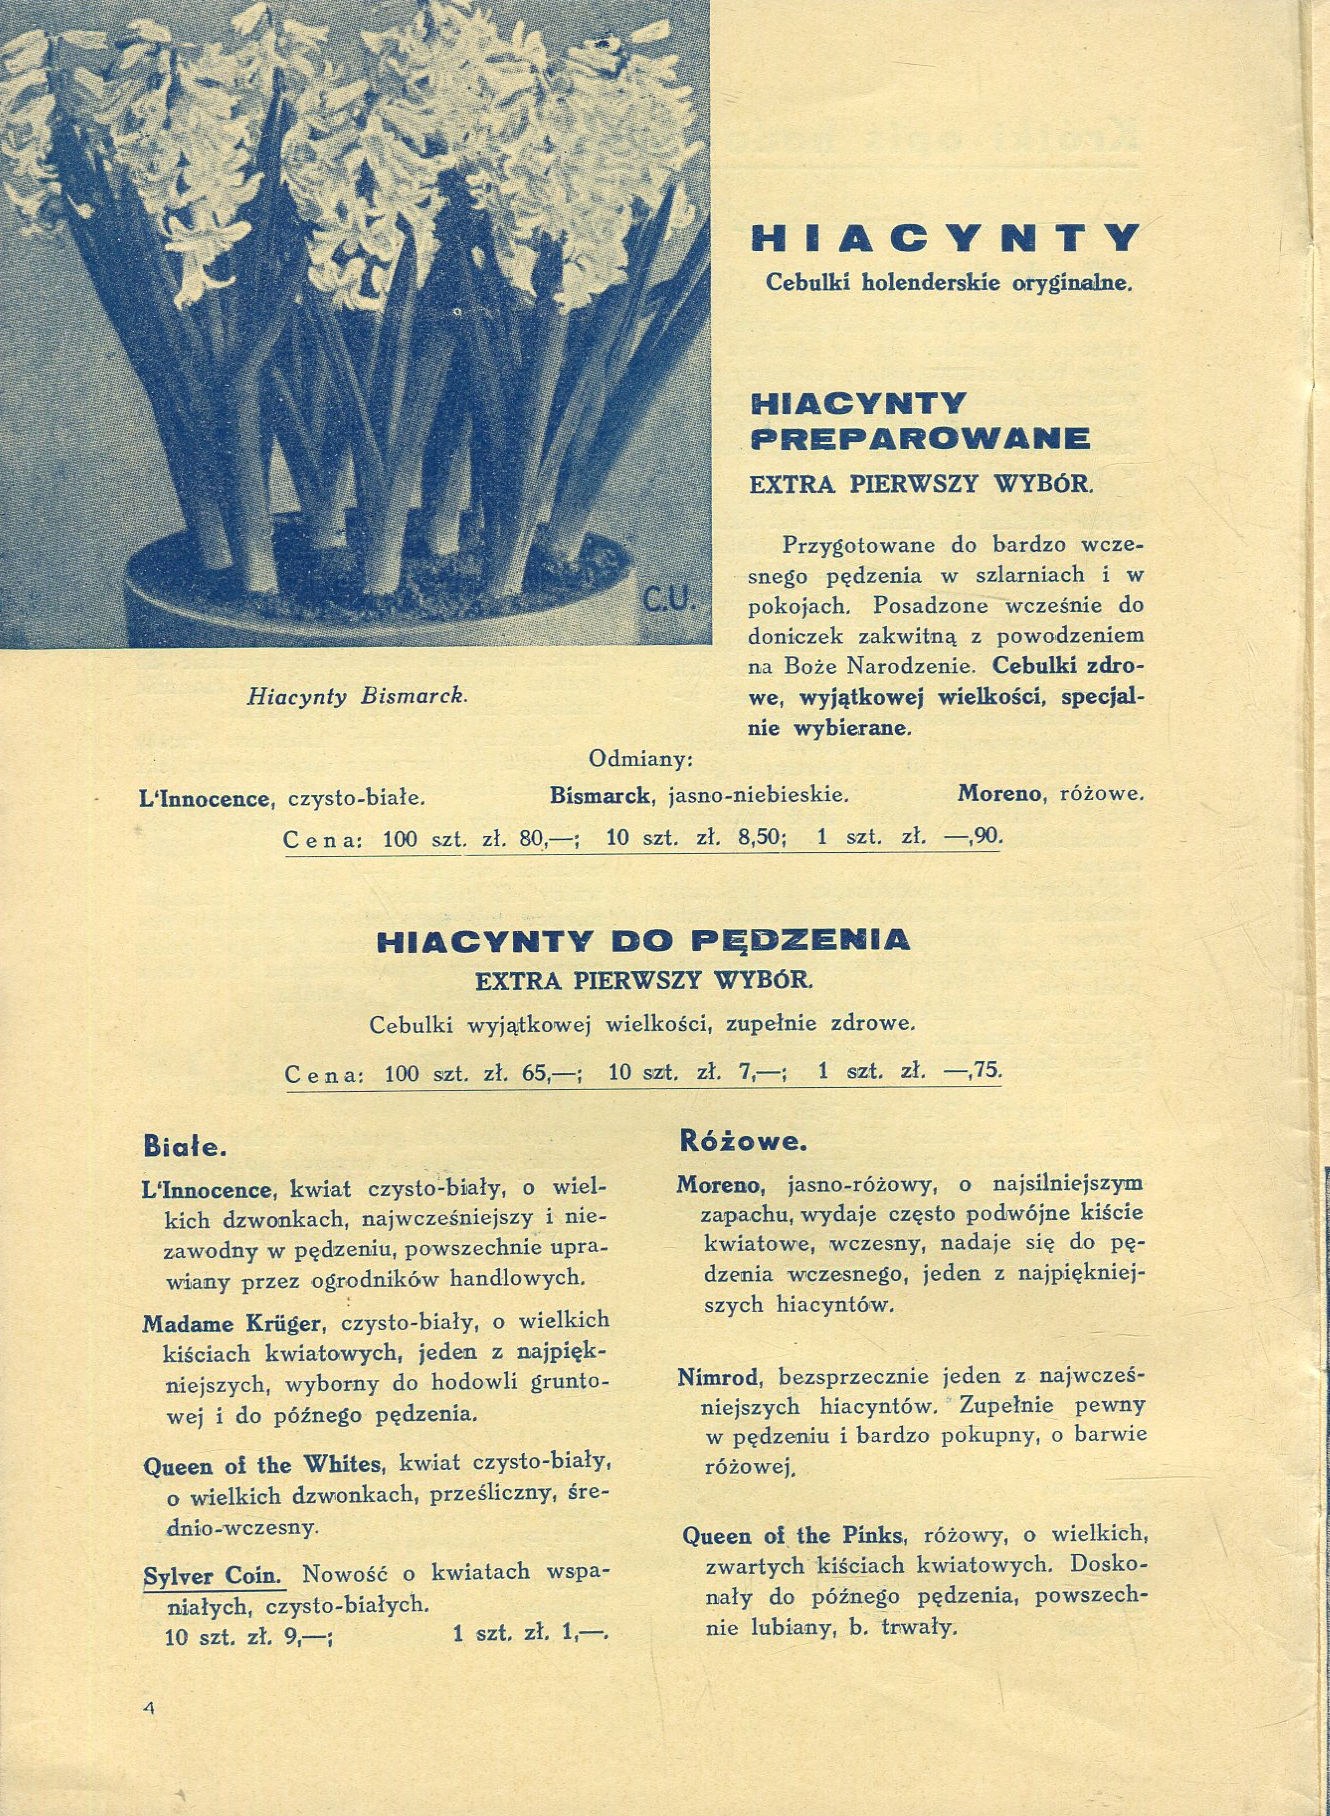 C.U.
Hiacynty Bismarck.
HIACYNTY
Cebulki holenderskie oryginalne.
HIACYNTY
PREPAROWANE
EXTRA PIERWSZY WYBÓR.
Przygotowane do bardzo wcze-
snego pędzenia w szlarniach i w
pokojach. Posadzone wcześnie do
doniczek zakwitną z powodzeniem
na Boże Narodzenie. Cebulki zdro-
we, wyjątkowej wielkości, specjal-
nie wybierane.
Odmiany:
L'Innocence, czysto-białe. Bismarck, jasno-niebieskie. Moreno, różowe.
Cena: 100 szt. zł. 80,—; 10 szt. zł. 8,50; 1 szt. zł. —,90.
HIACYNTY DO PĘDZENIA
EXTRA PIERWSZY WYBÓR.
Cebulki wyjątkowej wielkości, zupełnie zdrowe.
Cena: 100 szt. zł. 65,—; 10 szt. zł. 7,—; 1 szt. zł. —,75.
Białe.
L'Innocence, kwiat czysto-biały, o wiel-
kich dzwonkach, najwcześniejszy i nie-
zawodny w pędzeniu, powszechnie upra-
wiany przez ogrodników handlowych.
Madame Krüger, czysto-biały, o wielkich
kiściach kwiatowych, jeden z najpięk-
niejszych, wyborny do hodowli grunto-
wej i do późnego pędzenia.
Queen of the Whites, kwiat czysto-biały,
o wielkich dzwonkach, prześliczny, śre-
dnio-wczesny.
Sylver Coin. Nowość o kwiatach wspa-
niałych, czysto-białych.
10 szt. zł. 9,—; 1 szt. zł. 1,—.
Różowe.
Moreno, jasno-różowy, o najsilniejszym
zapachu, wydaje często podwójne kiście
kwiatowe, wczesny, nadaje się do pę-
dzenia wczesnego, jeden z najpiękniej-
szych hiacyntów.
Nimrod, bezsprzecznie jeden z najwcześ-
niejszych hiacyntów. Zupełnie pewny
w pędzeniu i bardzo pokupny, o barwie
różowej.
Queen of the Pinks, różowy, o wielkich,
zwartych kiściach kwiatowych. Dosko-
nały do późnego pędzenia, powszech-
nie lubiany, b. trwały.
4